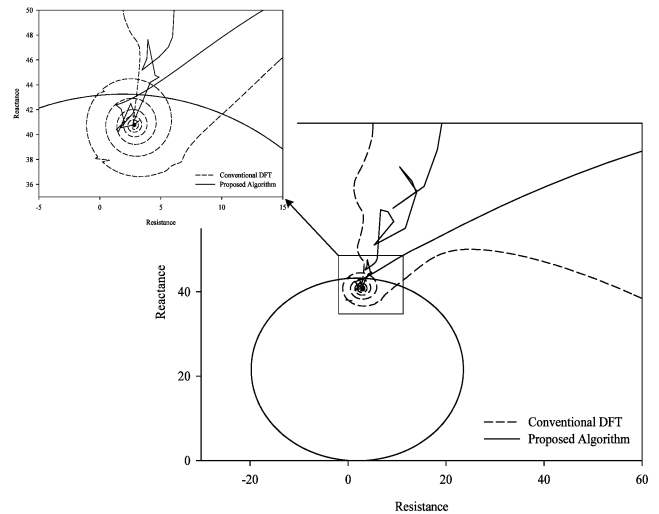 50
48
46
44
42
40
38
36
Reactance
Conventional DFT
Proposed Algorithm
-5
0
5
10
15
Resistance
40
20
0
Reactance
Conventional DFT
Proposed Algorithm
-20
0
20
40
60
Resistance